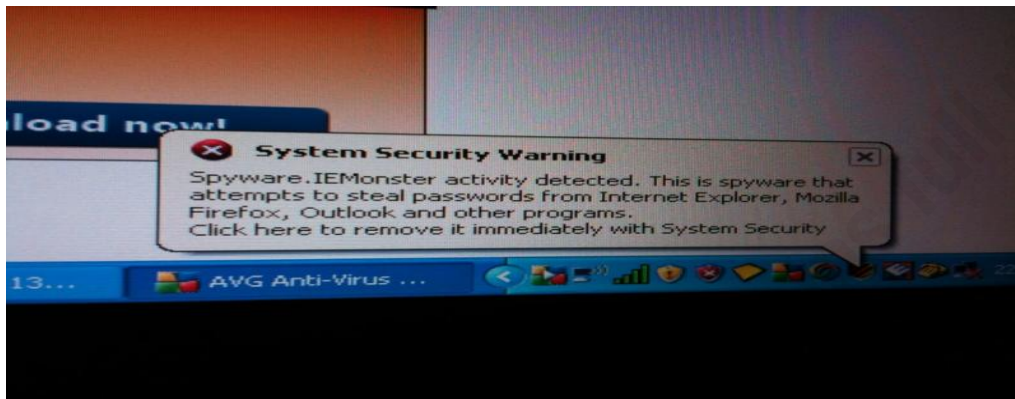 load now!
System Security Warning
Spyware.IEMonster activity detected. This is spyware that
attempts to steal passwords from Internet Explorer, Mozilla
Firefox, Outlook and other programs.
Click here to remove it immediately with System Security
13...
AVG Anti-Virus ...
22